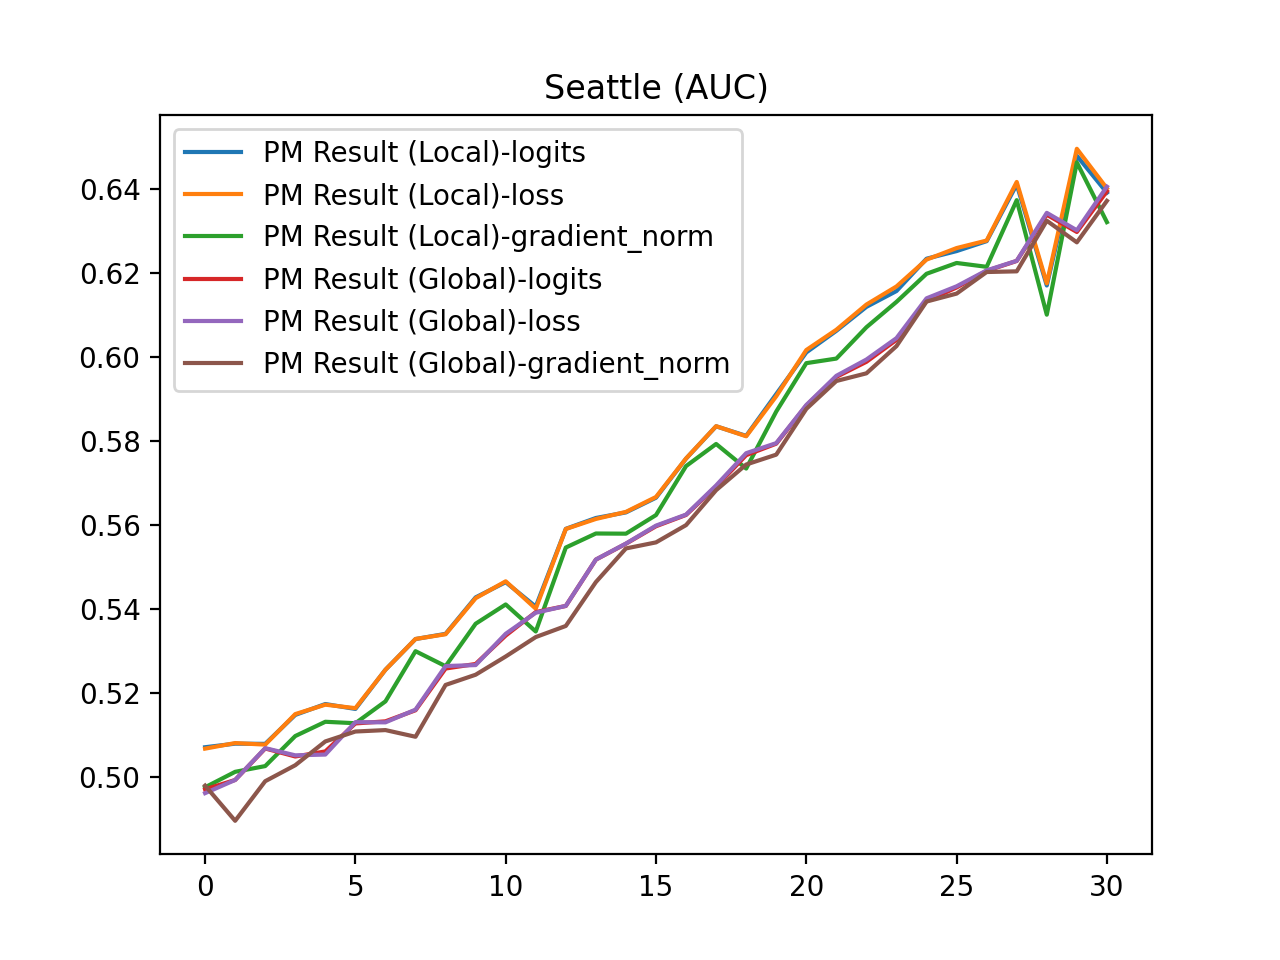 Seattle (AUC)
PM Result (Local)-logits
PM Result (Local)-loss
PM Result (Local)-gradient_norm
PM Result (Global)-logits
PM Result (Global)-loss
PM Result (Global)-gradient_norm
0.64
0.62
0.60
0.58
0.56
0.54
0.52
0.50
0 5 10 15 20 25 30